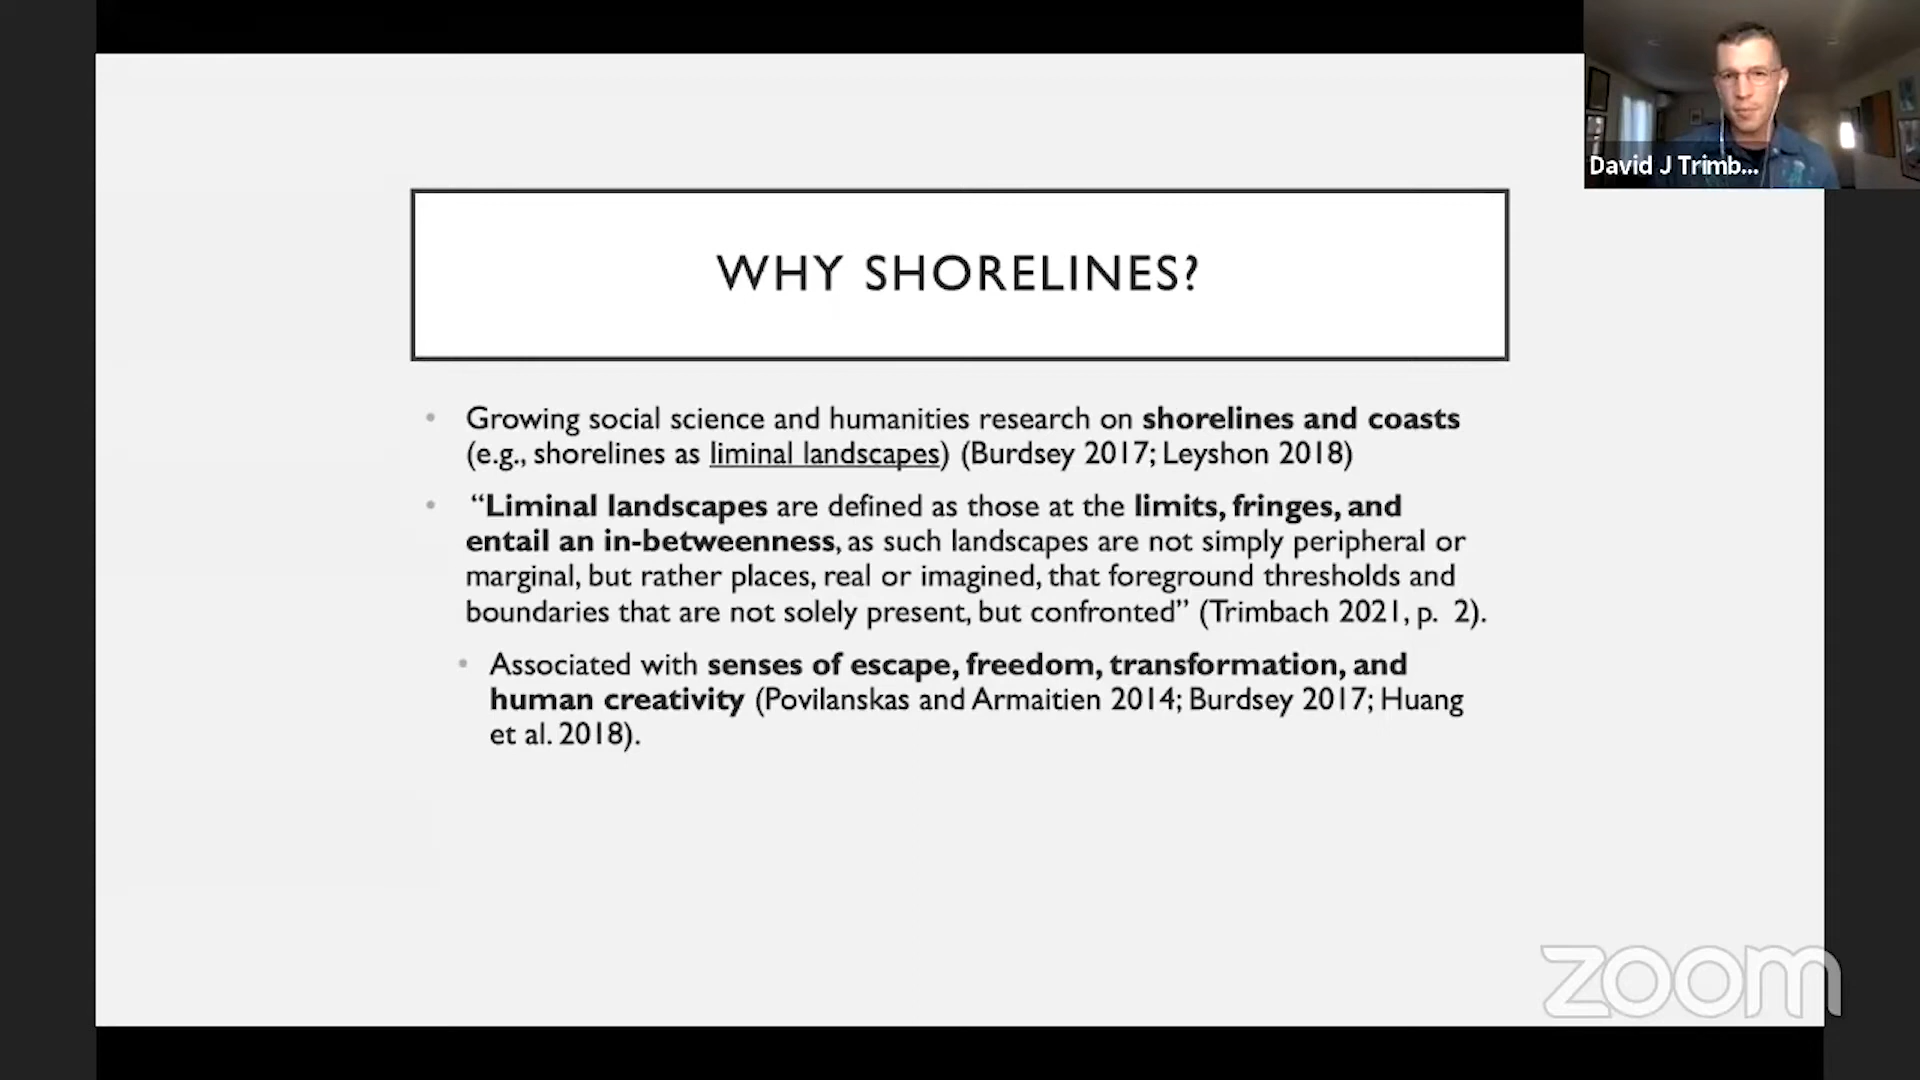 David J Trimb...
WHY SHORELINES?
• Growing social science and humanities research on shorelines and coasts
(e.g., shorelines as liminal landscapes) (Burdsey 2017; Leyshon 2018)
• “Liminal landscapes are defined as those at the limits, fringes, and
entail an in-betweenness, as such landscapes are not simply peripheral or
marginal, but rather places, real or imagined, that foreground thresholds and
boundaries that are not solely present, but confronted” (Trimbach 2021, p. 2).
• Associated with senses of escape, freedom, transformation, and
human creativity (Povilanskas and Armaitien 2014; Burdsey 2017; Huang
et al. 2018).
zoom